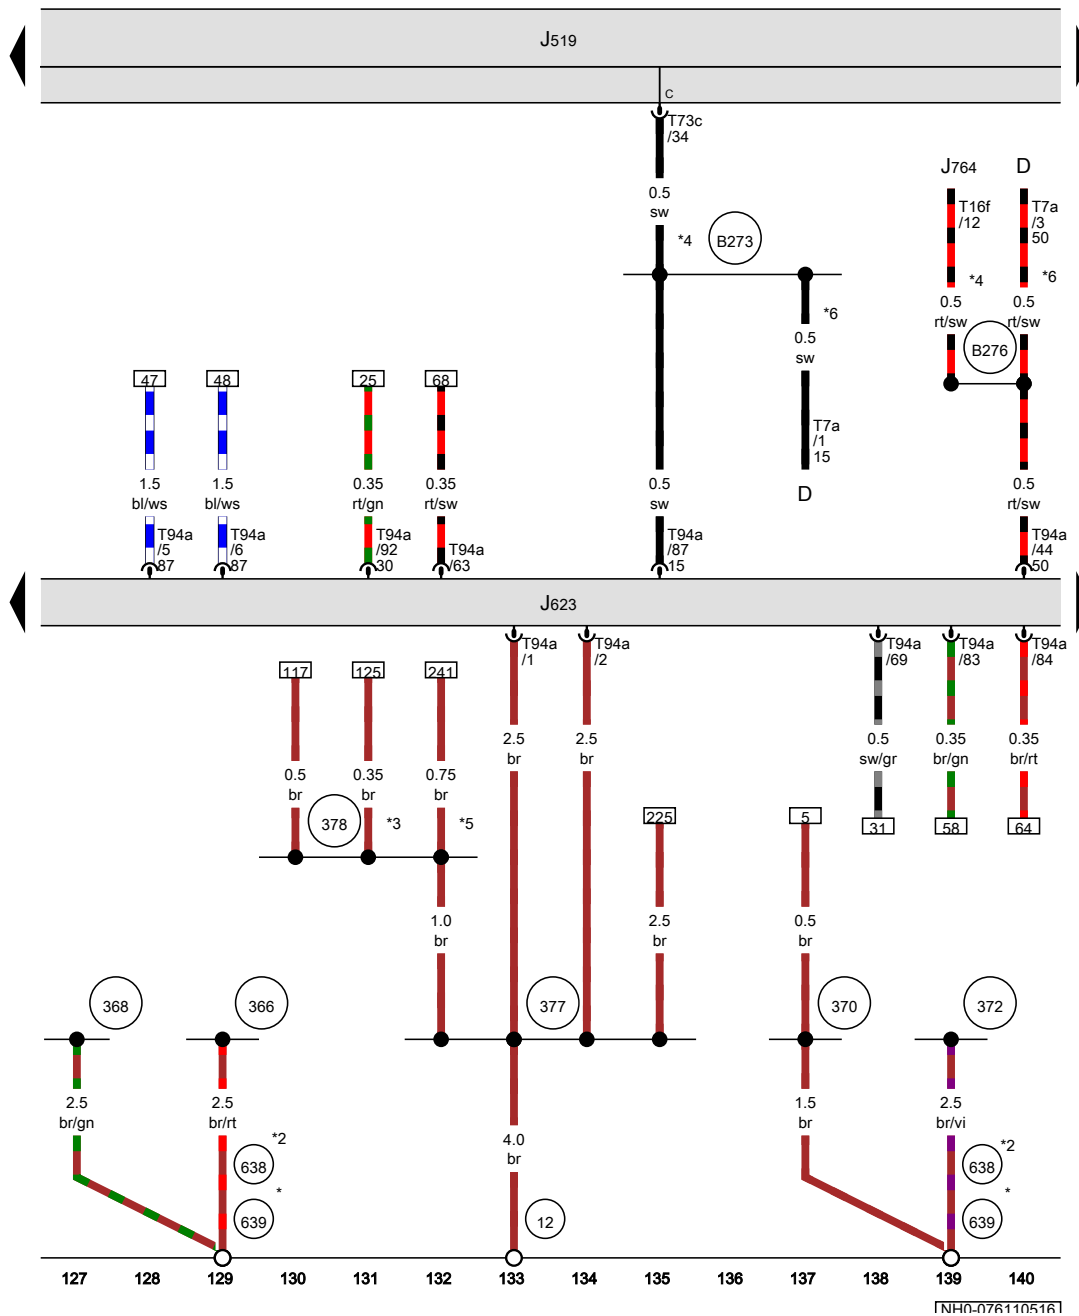 J519
c
T73c
/34
J764
D
0.5
sw
T16f
/12
T7a
/3
50
*4
B273
*4
*6
*6
0.5
rt/sw
0.5
rt/sw
0.5
sw
B276
47
48
25
68
T7a
/1
15
1.5
bl/ws
1.5
bl/ws
0.35
rt/gn
0.35
rt/sw
0.5
sw
D
0.5
rt/sw
T94a
/5
87
T94a
/6
87
T94a
/92
30
T94a
/63
T94a
/87
15
T94a
/44
50
J623
T94a
/1
T94a
/2
T94a
/69
T94a
/83
T94a
/84
117
125
241
2.5
br
2.5
br
0.5
sw/gr
0.35
br/gn
0.35
br/rt
0.5
br
0.35
br
0.75
br
378
*3
*5
225
5
31
58
64
1.0
br
2.5
br
0.5
br
368
366
377
370
372
2.5
br/gn
2.5
br/rt
1.5
br
2.5
br/vi
*2
4.0
br
*2
638
638
*
*
639
12
639
127 128 129 130 131 132 133 134 135 136 137 138 139 140
NH0-076110516